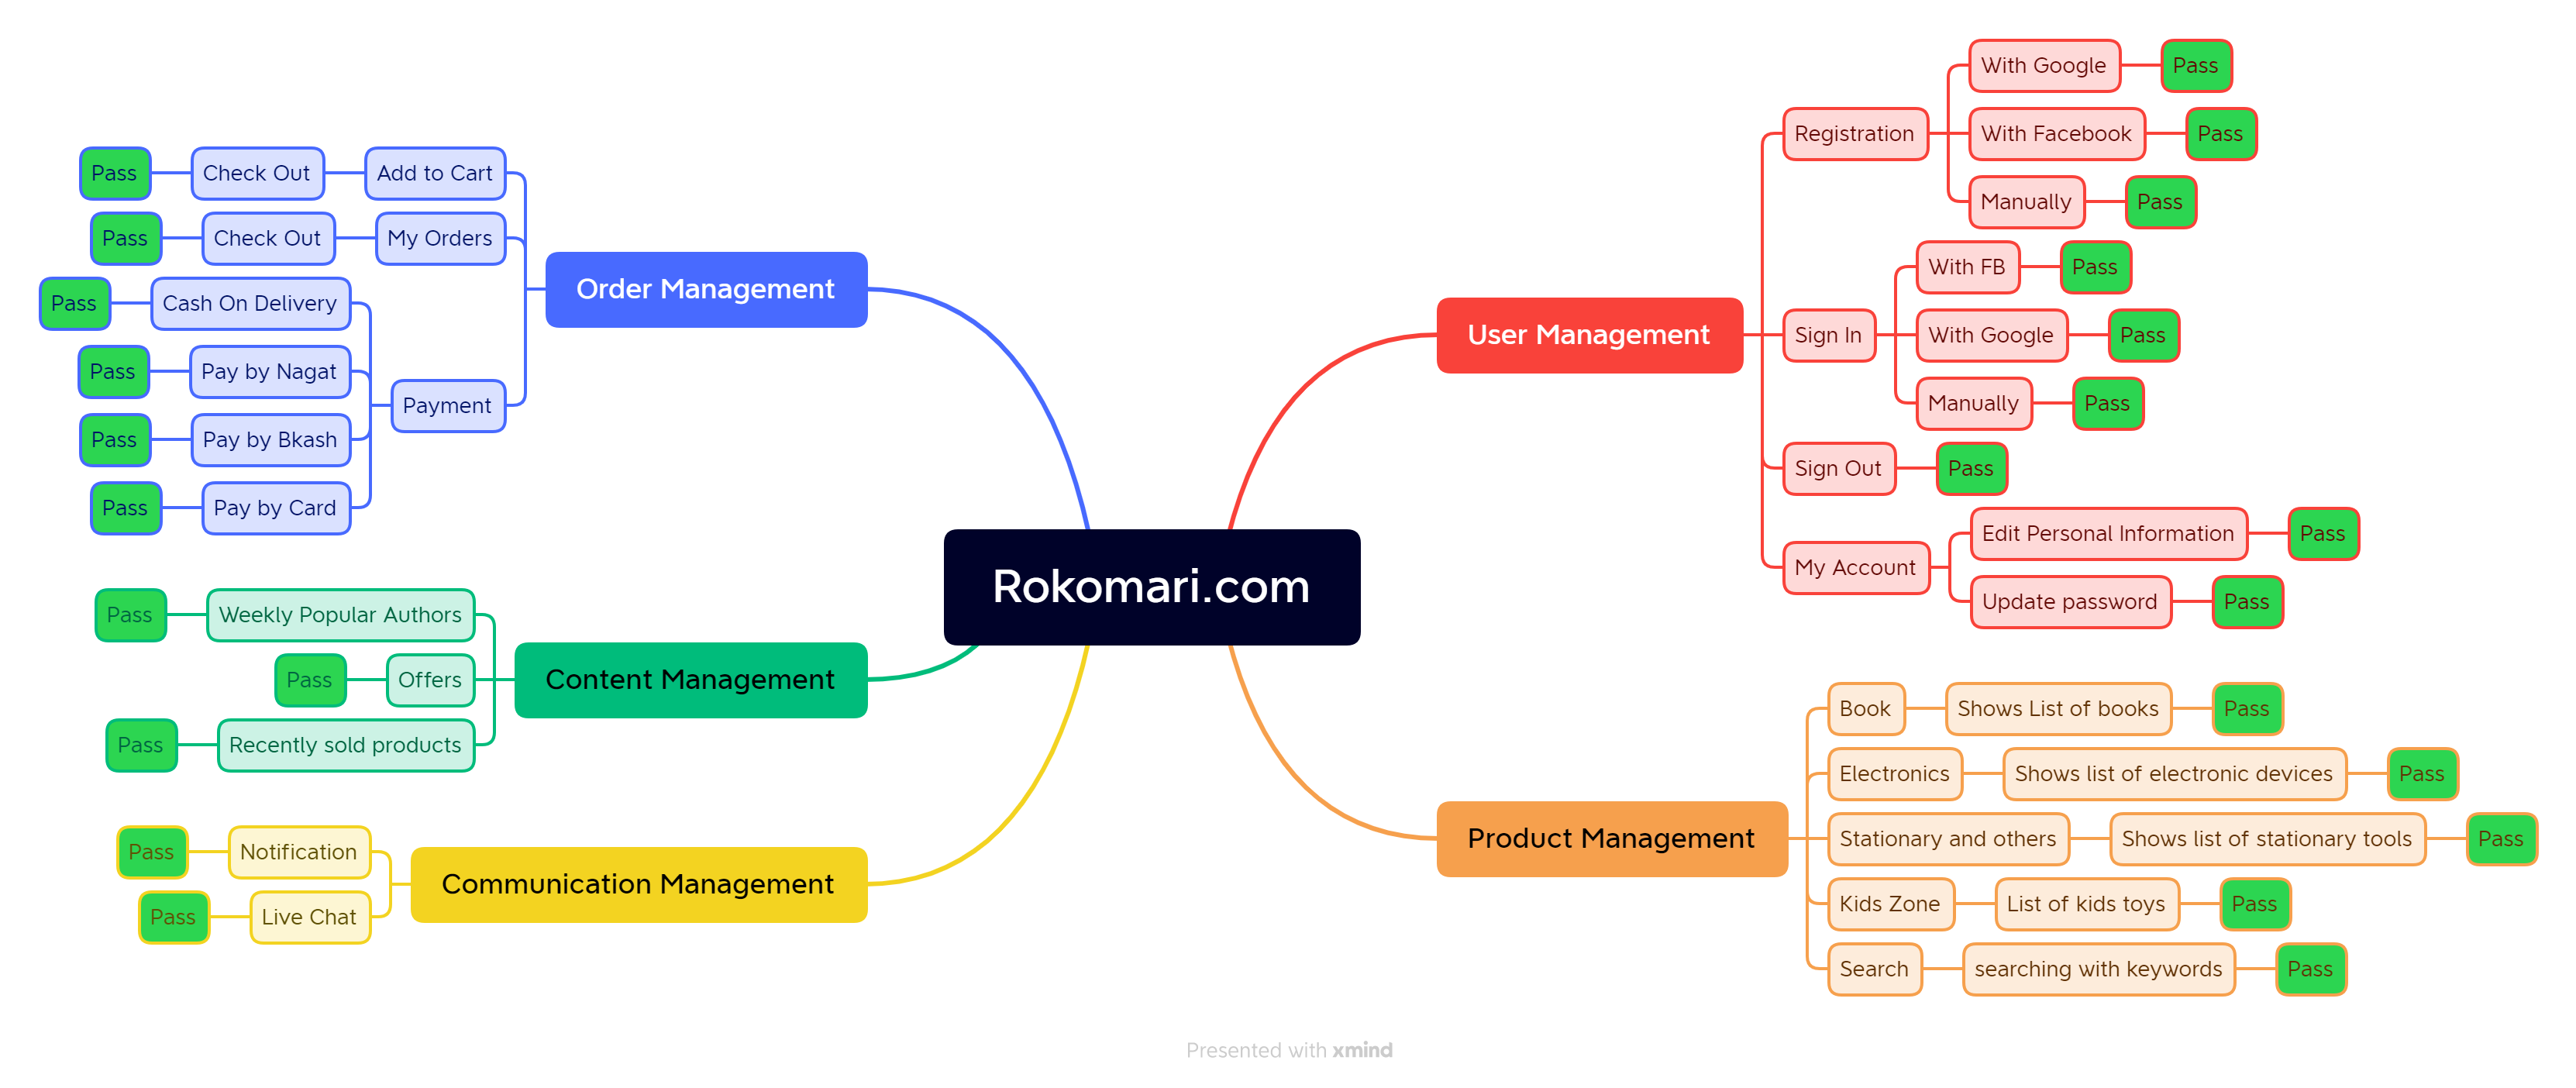 Rokomari.com
User Management
Registration
With Google
Pass
With Facebook
Pass
Manually
Pass
Sign In
With FB
Pass
With Google
Pass
Manually
Pass
Sign Out
Pass
My Account
Edit Personal Information
Pass
Update password
Pass
Product Management
Book
Shows List of books
Pass
Electronics
Shows list of electronic devices
Pass
Stationary and others
Shows list of stationary tools
Pass
Kids Zone
List of kids toys
Pass
Search
searching with keywords
Pass
Order Management
Add to Cart
Check Out
Pass
My Orders
Check Out
Pass
Payment
Cash On Delivery
Pass
Pay by Nagat
Pass
Pay by Bkash
Pass
Pay by Card
Pass
Content Management
Weekly Popular Authors
Pass
Offers
Pass
Recently sold products
Pass
Communication Management
Notification
Pass
Live Chat
Pass
Presented with xmind